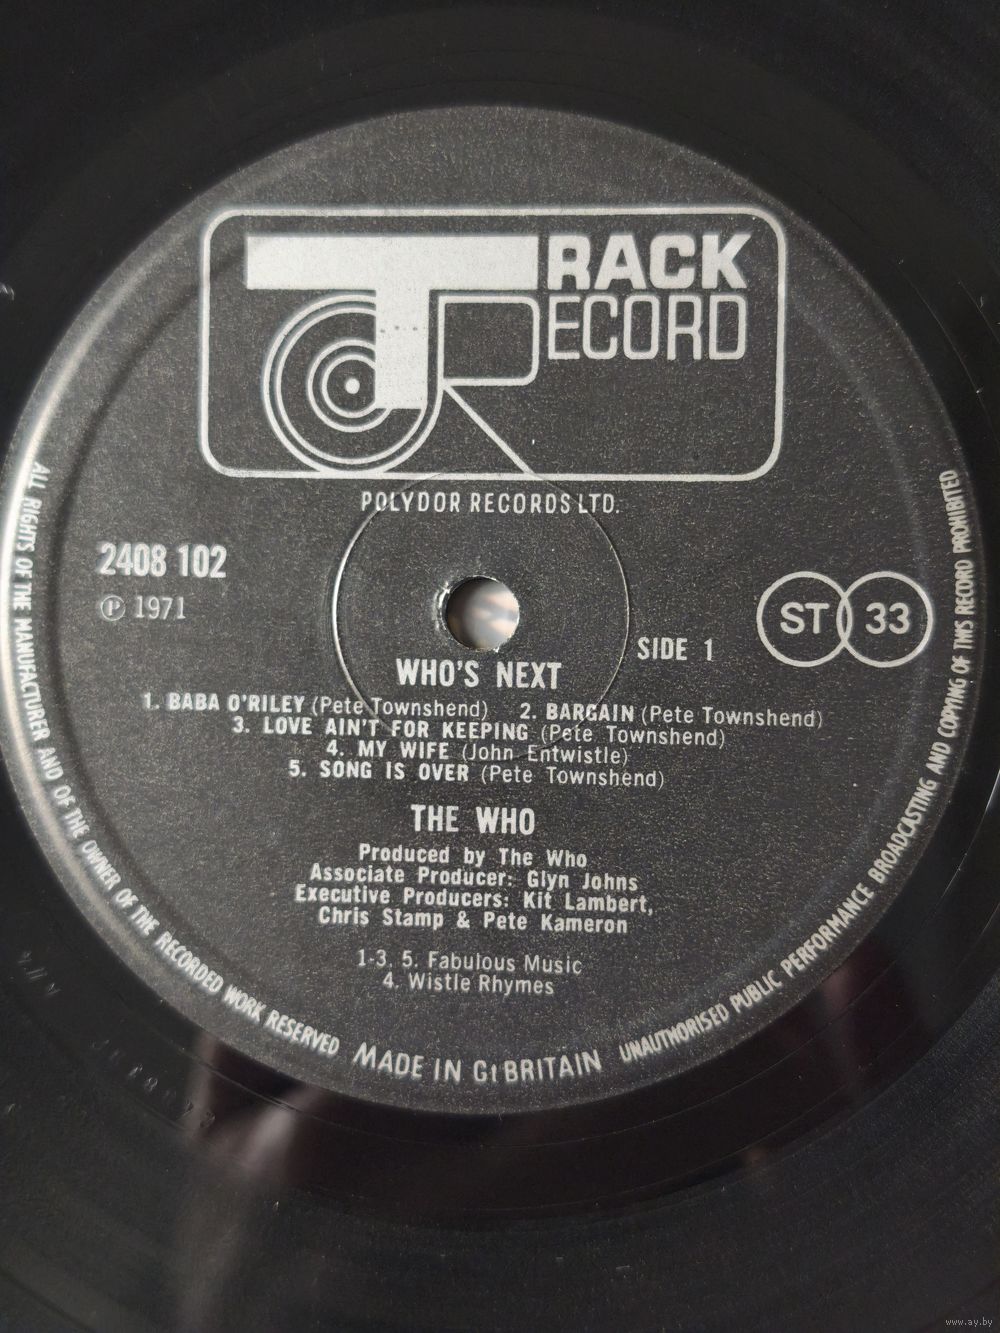 TRACK
RECORD
POLYDOR RECORDS LTD.
2408 102
℗ 1971
ST 33
SIDE 1
WHO'S NEXT
1. BABA O'RILEY (Pete Townshend) 2. BARGAIN (Pete Townshend)
3. LOVE AIN'T FOR KEEPING (Pete Townshend)
4. MY WIFE (John Entwistle)
5. SONG IS OVER (Pete Townshend)
THE WHO
Produced by The Who
Associate Producer: Glyn Johns
Executive Producers: Kit Lambert,
Chris Stamp & Pete Kameron
1-3, 5. Fabulous Music
4. Wistle Rhymes
ALL RIGHTS OF THE MANUFACTURER AND OF THE OWNER OF THE RECORDED WORK RESERVED
MADE IN Gt BRITAIN
UNAUTHORISED PUBLIC PERFORMANCE BROADCASTING AND COPYING OF THIS RECORD PROHIBITED
www.ay.by